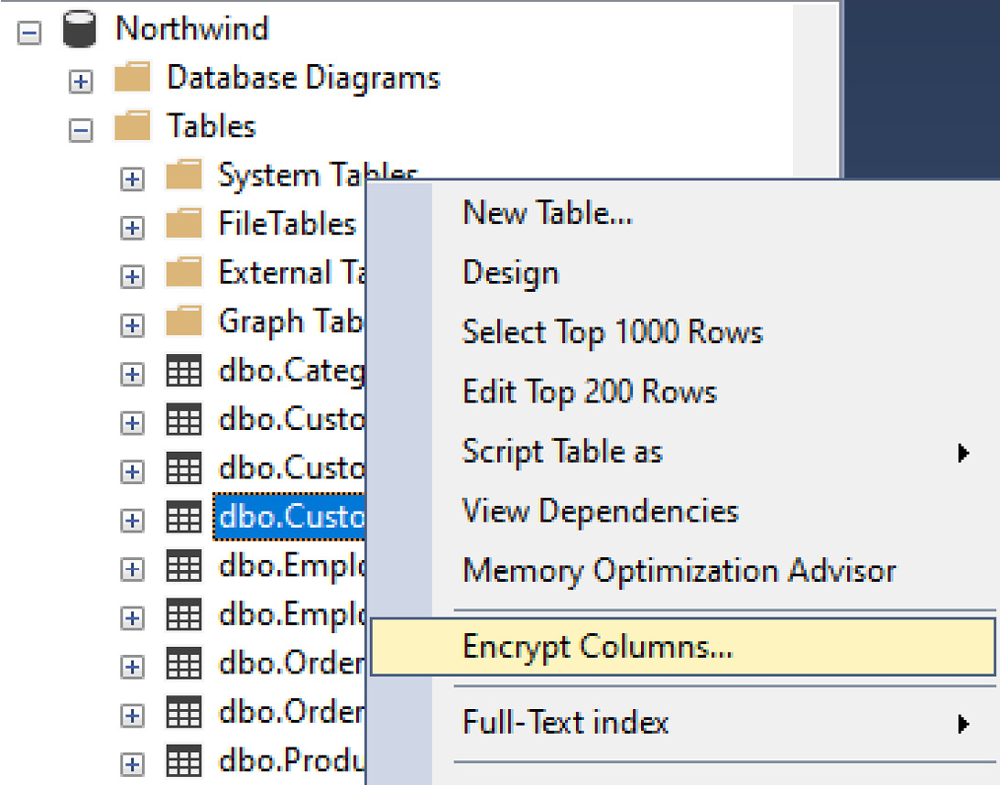 Northwind
Database Diagrams
Tables
System Tables
FileTables
External Ta
Graph Tab
dbo.Categ
dbo.Custo
dbo.Custo
dbo.Custo
dbo.Emplo
dbo.Emplo
dbo.Order
dbo.Order
dbo.Produ
New Table...
Design
Select Top 1000 Rows
Edit Top 200 Rows
Script Table as
View Dependencies
Memory Optimization Advisor
Encrypt Columns...
Full-Text index